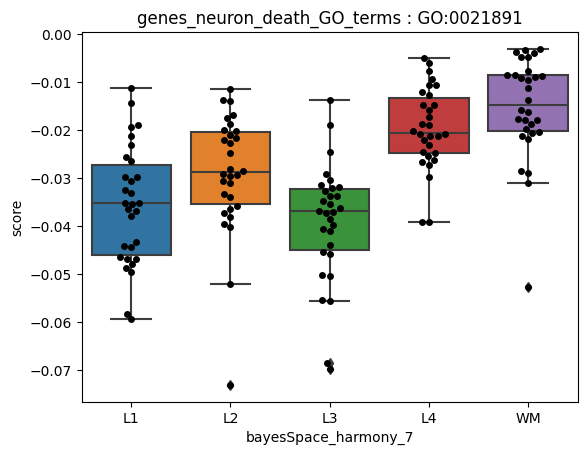 genes_neuron_death_GO_terms : GO:0021891
0.00
−0.01
−0.02
−0.03
−0.04
−0.05
−0.06
−0.07
score
L1 L2 L3 L4 WM
bayesSpace_harmony_7